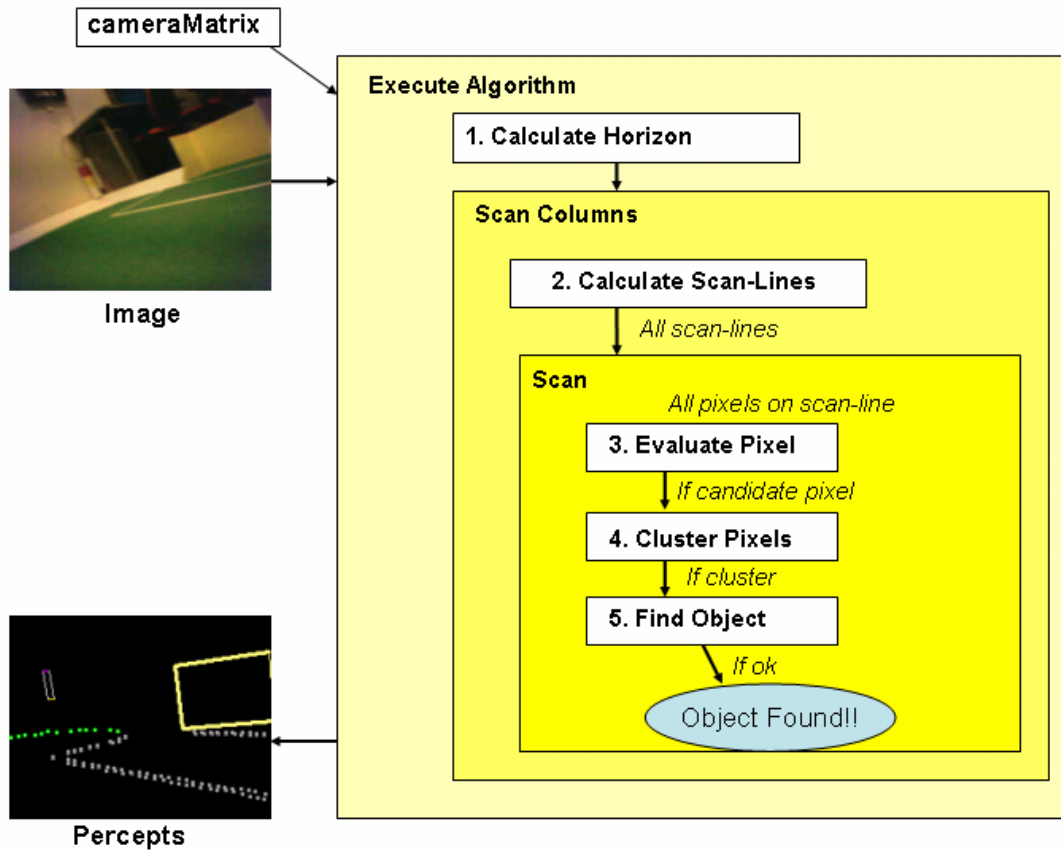 cameraMatrix
Execute Algorithm
1. Calculate Horizon
Scan Columns
2. Calculate Scan-Lines
Image
All scan-lines
Scan
All pixels on scan-line
3. Evaluate Pixel
If candidate pixel
4. Cluster Pixels
If cluster
5. Find Object
If ok
Object Found!!
Percepts